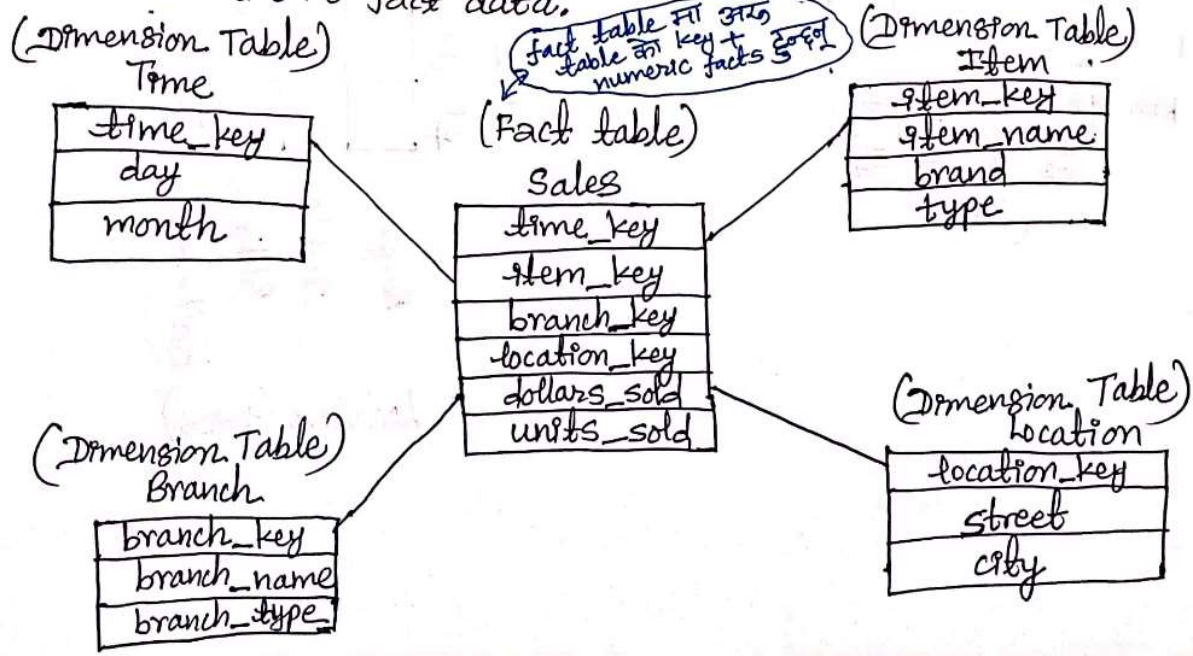 fact data.
(Dimension Table)
Time
time_key
day
month
fact table मा अरु
table को key +
numeric facts हुन्छन्
(Fact table)
Sales
time_key
item_key
branch_key
location_key
dollars_sold
units_sold
(Dimension Table)
Item
item_key
item_name
brand
type
(Dimension Table)
Branch
branch_key
branch_name
branch_type
(Dimension Table)
Location
location_key
street
city